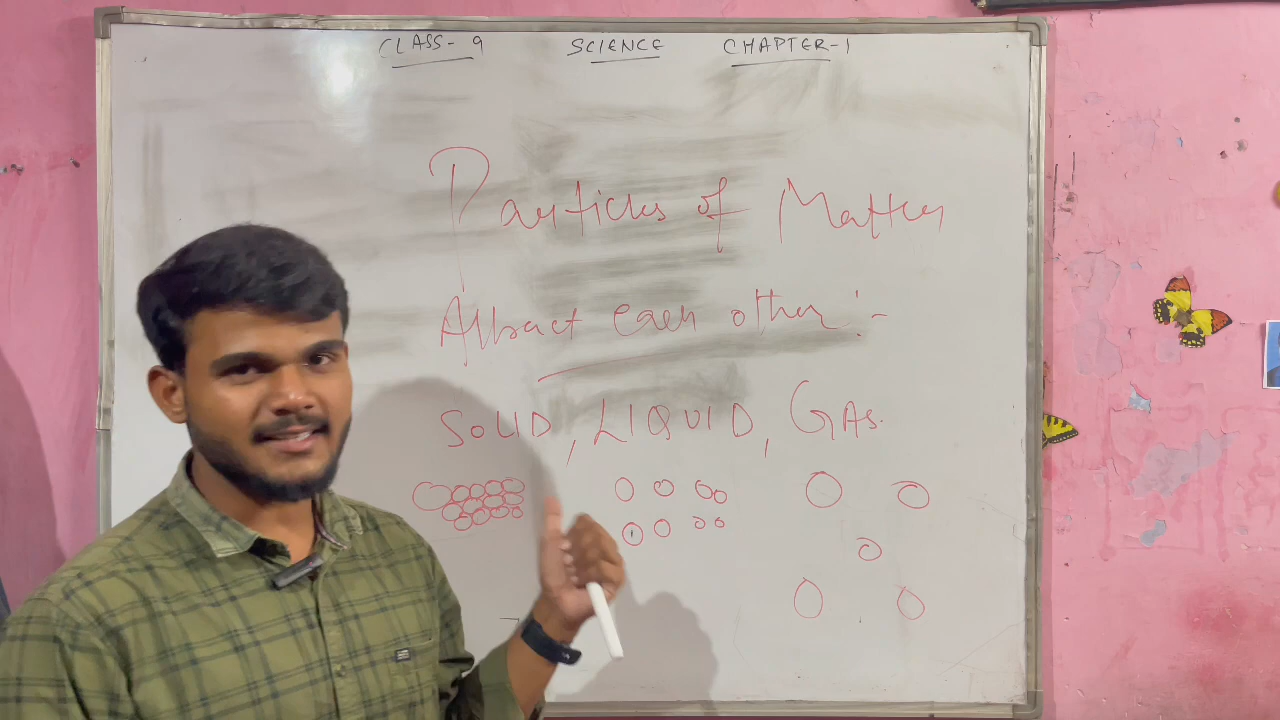 CLASS-9 SCIENCE CHAPTER-1
Particles of Matter
Attract each other :-
SOLID, LIQUID, GAS.